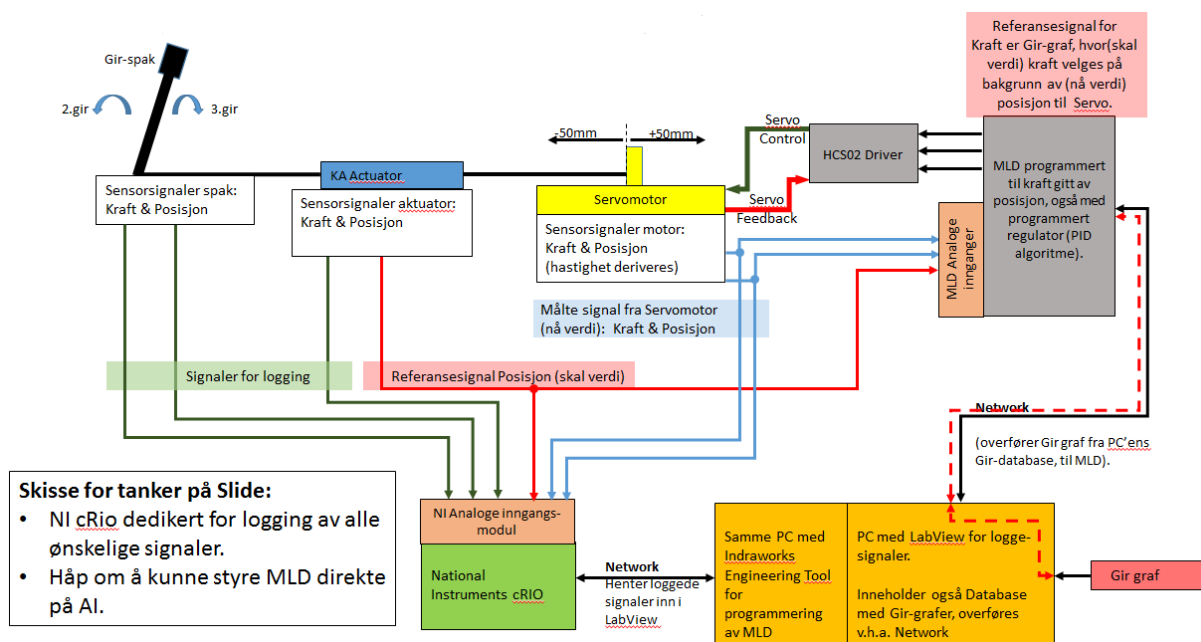 Referansesignal for
Kraft er Gir-graf, hvor(skal
verdi) kraft velges på
bakgrunn av (nå verdi)
posisjon til Servo.
Gir-spak
2.gir
3.gir
-50mm
+50mm
Servo
Control
HCS02 Driver
MLD programmert
til kraft gitt av
posisjon, også med
programmert
regulator (PID
algoritme).
KA Actuator
Sensorsignaler spak:
Kraft & Posisjon
Sensorsignaler aktuator:
Kraft & Posisjon
Servomotor
Servo
Feedback
Sensorsignaler motor:
Kraft & Posisjon
(hastighet deriveres)
MLD Analoge
innganger
Målte signal fra Servomotor
(nå verdi): Kraft & Posisjon
Signaler for logging
Referansesignal Posisjon (skal verdi)
Network
(overfører Gir graf fra PC'ens
Gir-database, til MLD).
Skisse for tanker på Slide:
• NI cRio dedikert for logging av alle
ønskelige signaler.
• Håp om å kunne styre MLD direkte
på AI.
NI Analoge inngangs-
modul
National
Instruments cRIO
Network
Henter loggede
signaler inn i
LabView
Samme PC med
Indraworks
Engineering Tool
for
programmering
av MLD
PC med LabView for logge-
signaler.
Inneholder også Database
med Gir-grafer, overføres
v.h.a. Network
Gir graf